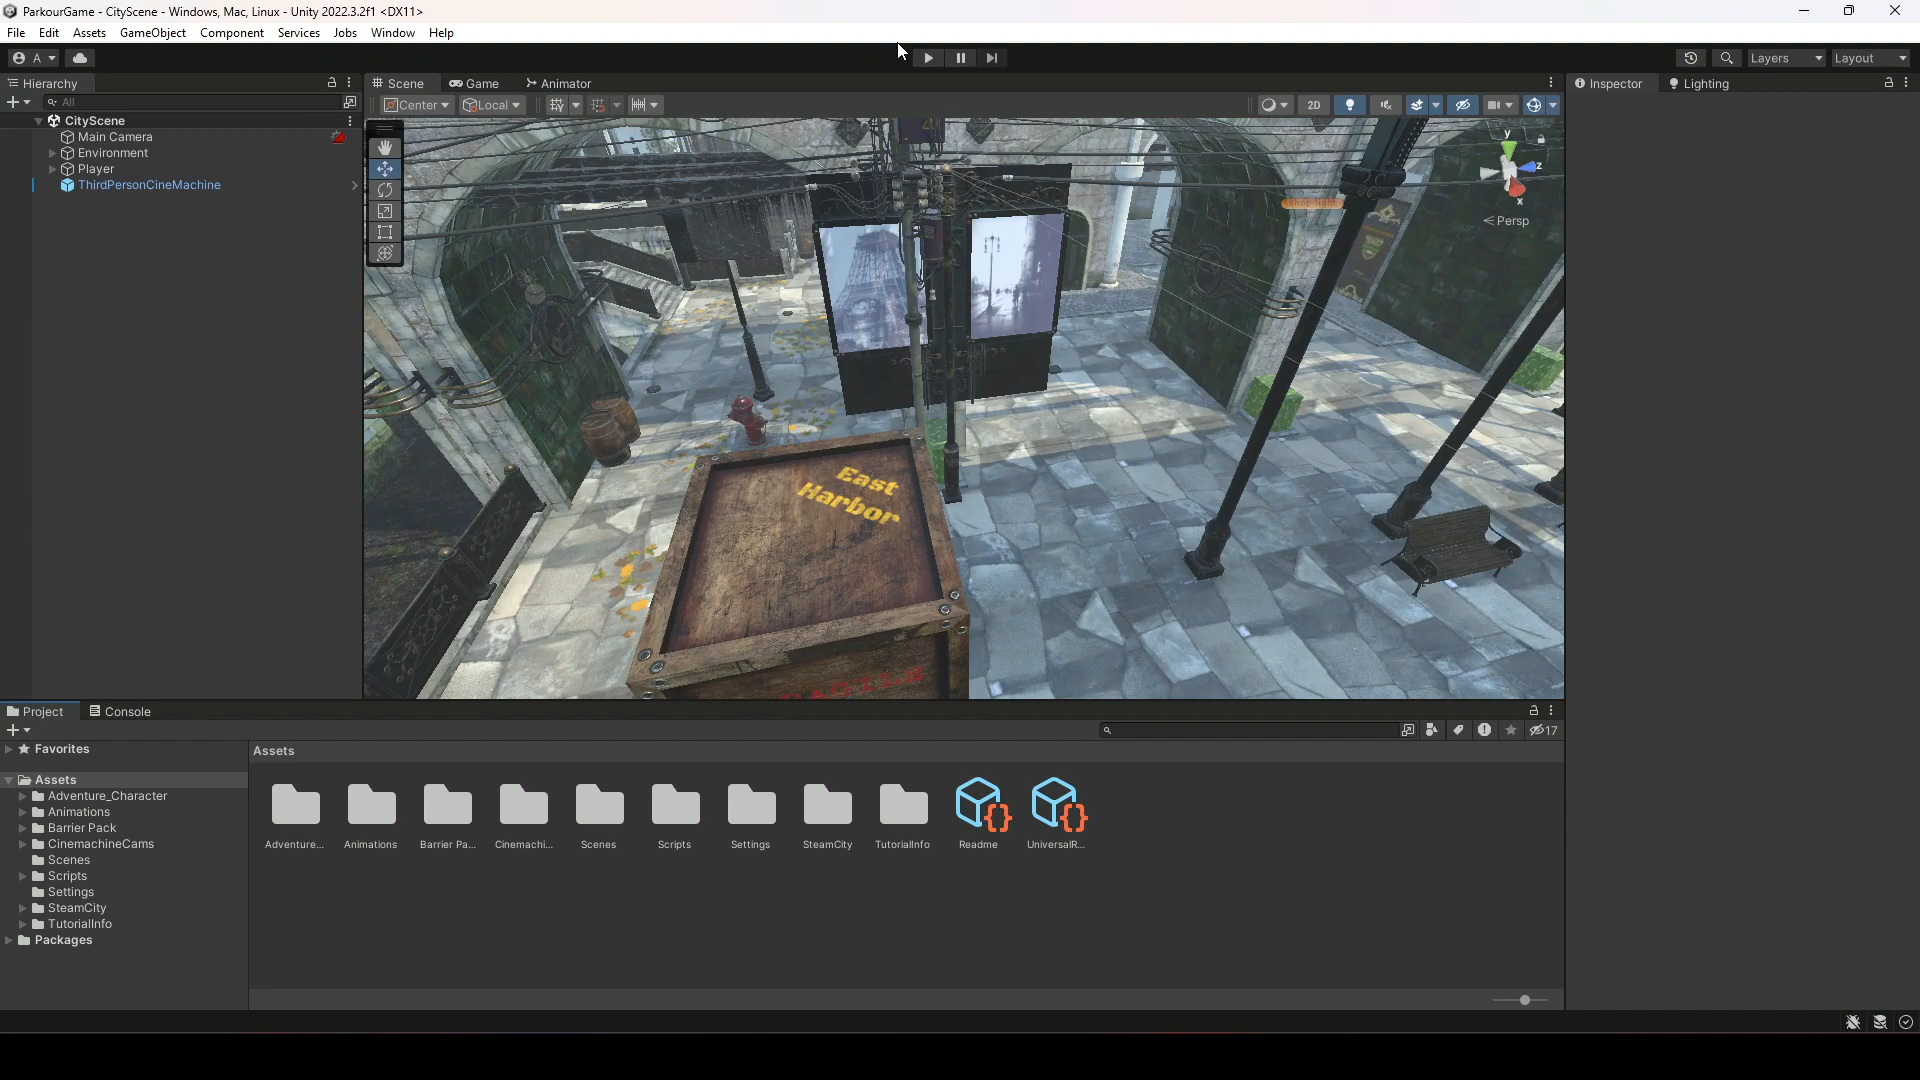 ParkourGame - CityScene - Windows, Mac, Linux - Unity 2022.3.2f1 <DX11>
File Edit Assets GameObject Component Services Jobs Window Help
A Layers Layout
Hierarchy
All
CityScene
Main Camera
Environment
Player
ThirdPersonCineMachine
Scene Game Animator
Center Local 2D
y
z
x
Persp
shop light
East
Harbor
Inspector Lighting
Project Console
17
Favorites
Assets
Adventure_Character
Animations
Barrier Pack
CinemachineCams
Scenes
Scripts
Settings
SteamCity
TutorialInfo
Packages
Assets
Adventure... Animations Barrier Pa... Cinemachi... Scenes Scripts Settings SteamCity TutorialInfo Readme UniversalR...